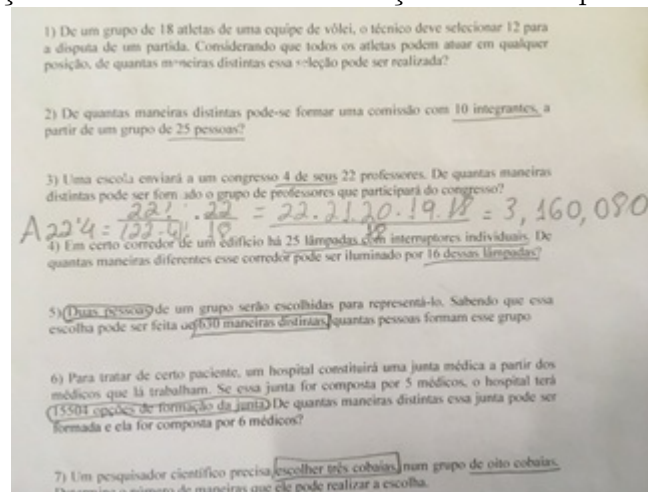 1) De um grupo de 18 atletas de uma equipe de vôlei, o técnico deve selecionar 12 para
a disputa de um partida. Considerando que todos os atletas podem atuar em qualquer
posição, de quantas maneiras distintas essa seleção pode ser realizada?
2) De quantas maneiras distintas pode-se formar uma comissão com 10 integrantes, a
partir de um grupo de 25 pessoas?
3) Uma escola enviará a um congresso 4 de seus 22 professores. De quantas maneiras
distintas pode ser formado o grupo de professores que participará do congresso?
A22'4 = 22! / (22-4)! . 22 / 18 = 22.21.20.19.18 / 18 = 3,160,080
4) Em certo corredor de um edifício há 25 lâmpadas com interruptores individuais. De
quantas maneiras diferentes esse corredor pode ser iluminado por 16 dessas lâmpadas?
5) Duas pessoas de um grupo serão escolhidas para representá-lo. Sabendo que essa
escolha pode ser feita de 630 maneiras distintas, quantas pessoas formam esse grupo
6) Para tratar de certo paciente, um hospital constituirá uma junta médica a partir dos
médicos que lá trabalham. Se essa junta for composta por 5 médicos, o hospital terá
15504 opções de formação da junta. De quantas maneiras distintas essa junta pode ser
formada e ela for composta por 6 médicos?
7) Um pesquisador científico precisa escolher três cobaias, num grupo de oito cobaias.
Determine o número de maneiras que ele pode realizar a escolha.